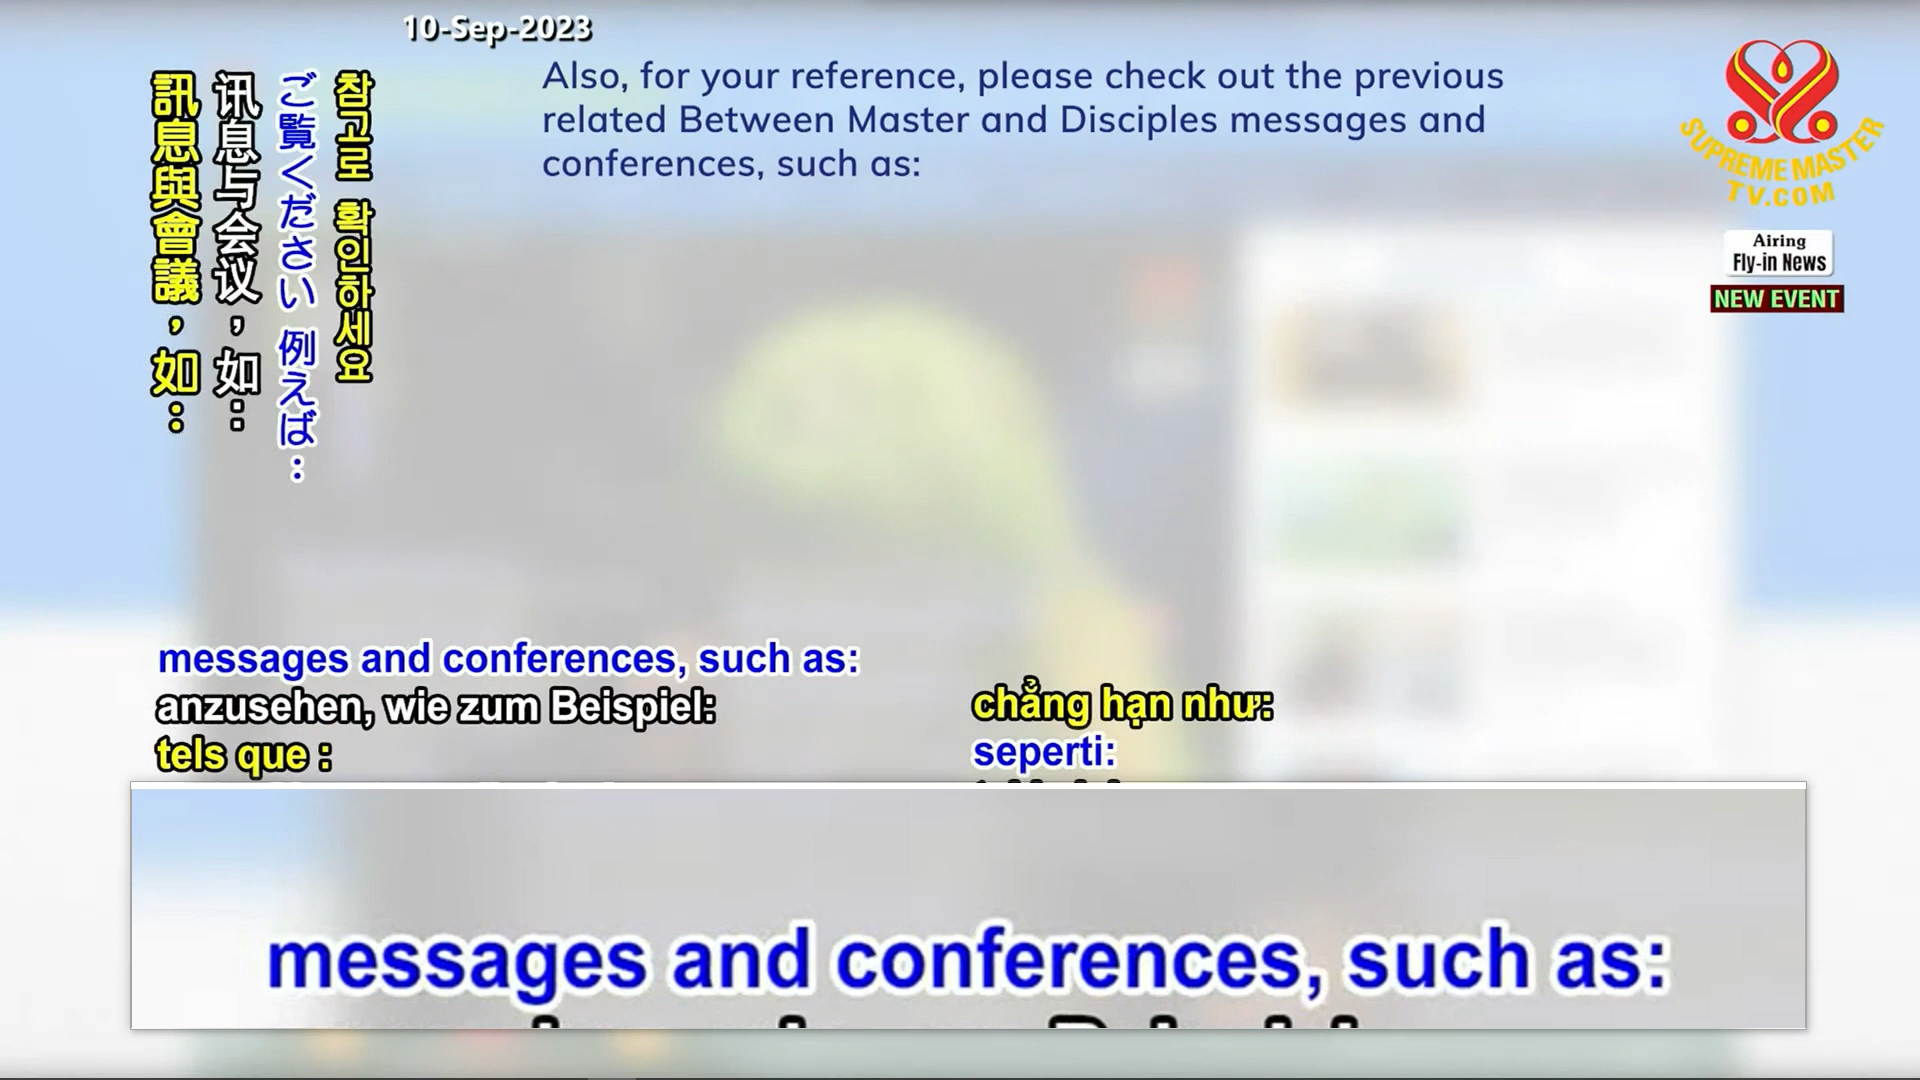 10-Sep-2023
Also, for your reference, please check out the previous
related Between Master and Disciples messages and
conferences, such as:
SUPREME MASTER
TV.COM
Airing
Fly-in News
NEW EVENT
訊息與會議，如：
讯息与会议，如：
ご覧ください 例えば：
참고로 확인하세요
messages and conferences, such as:
anzusehen, wie zum Beispiel:
tels que :
chẳng hạn như:
seperti:
messages and conferences, such as: